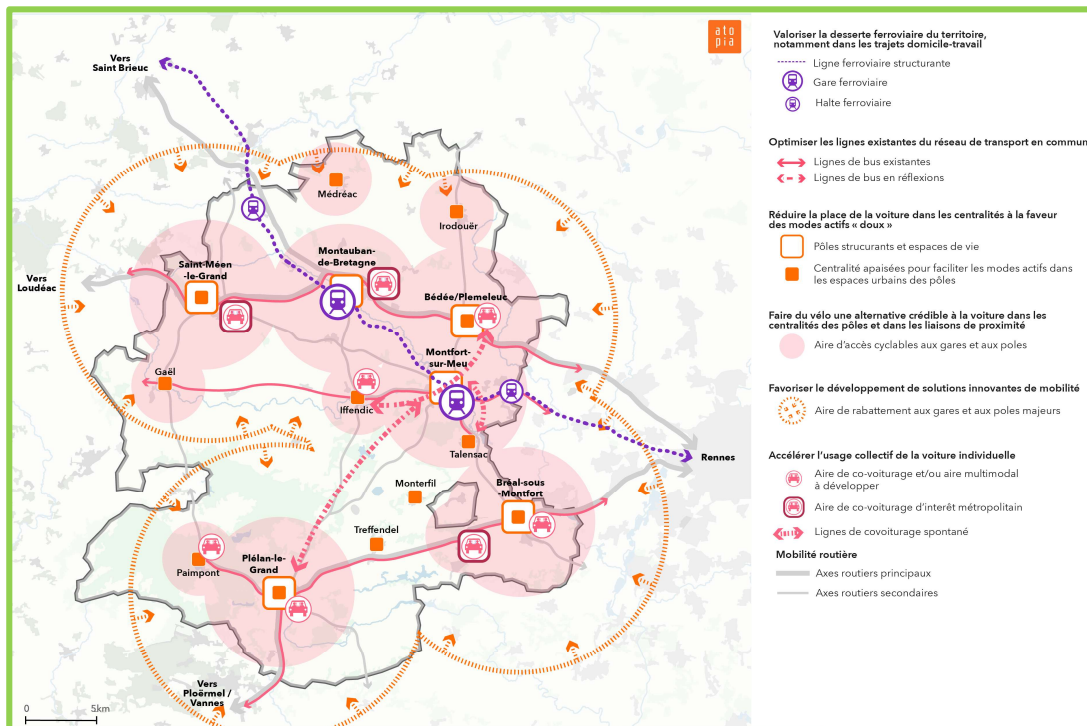 ato
pia
Vers
Saint Brieuc
Médréac
Irodouër
Saint-Méen
-le-Grand
Montauban-
de-Bretagne
Vers
Loudéac
Bédée/Plemeleuc
Montfort-
sur-Meu
Gaël
Iffendic
Talensac
Rennes
Monterfil
Bréal-sous
-Montfort
Treffendel
Paimpont
Plélan-le-
Grand
Vers
Ploërmel /
Vannes
0 5km
Valoriser la desserte ferroviaire du territoire,
notamment dans les trajets domicile-travail
Ligne ferroviaire structurante
Gare ferroviaire
Halte ferroviaire
Optimiser les lignes existantes du réseau de transport en commun
Lignes de bus existantes
Lignes de bus en réflexions
Réduire la place de la voiture dans les centralités à la faveur
des modes actifs « doux »
Pôles strucurants et espaces de vie
Centralité apaisées pour faciliter les modes actifs dans
les espaces urbains des pôles
Faire du vélo une alternative crédible à la voiture dans les
centralités des pôles et dans les liaisons de proximité
Aire d'accès cyclables aux gares et aux poles
Favoriser le développement de solutions innovantes de mobilité
Aire de rabattement aux gares et aux poles majeurs
Accélérer l'usage collectif de la voiture individuelle
Aire de co-voiturage et/ou aire multimodal
à développer
Aire de co-voiturage d'interêt métropolitain
Lignes de covoiturage spontané
Mobilité routière
Axes routiers principaux
Axes routiers secondaires